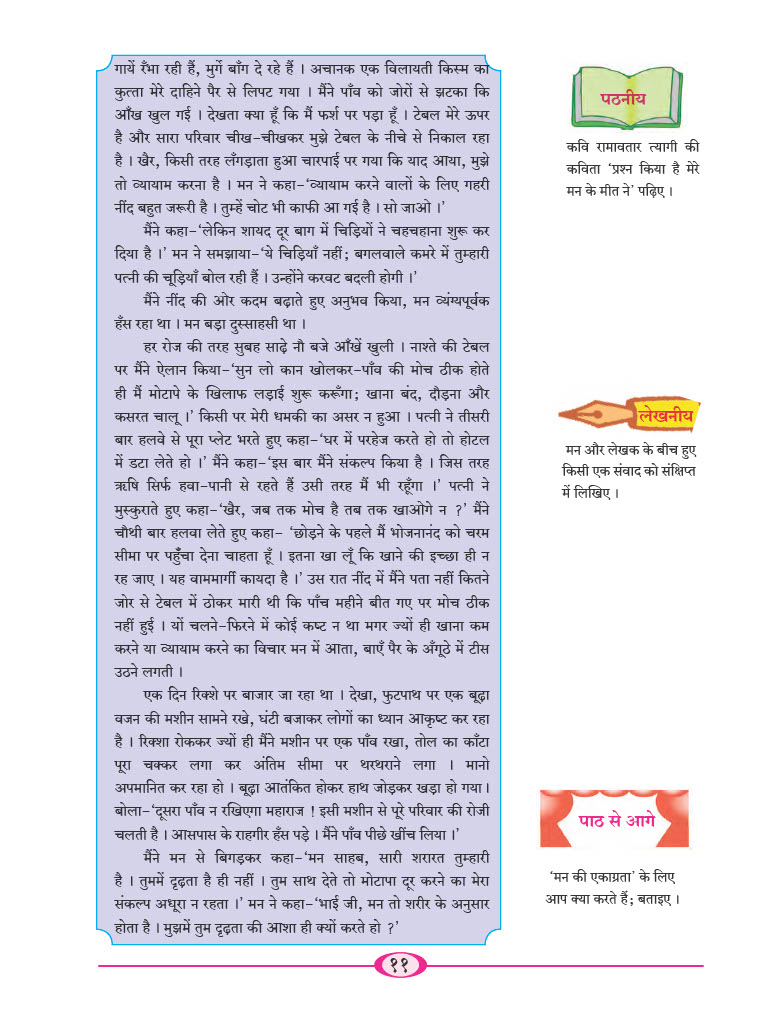 गायें रँभा रही हैं, मुर्गे बाँग दे रहे हैं । अचानक एक विलायती किस्म का
कुत्ता मेरे दाहिने पैर से लिपट गया । मैंने पाँव को जोरों से झटका कि
आँख खुल गई । देखता क्या हूँ कि मैं फर्श पर पड़ा हूँ । टेबल मेरे ऊपर
है और सारा परिवार चीख-चीखकर मुझे टेबल के नीचे से निकाल रहा
है । खैर, किसी तरह लँगड़ाता हुआ चारपाई पर गया कि याद आया, मुझे
तो व्यायाम करना है । मन ने कहा-‘व्यायाम करने वालों के लिए गहरी
नींद बहुत जरूरी है । तुम्हें चोट भी काफी आ गई है । सो जाओ ।’
मैंने कहा-‘लेकिन शायद दूर बाग में चिड़ियों ने चहचहाना शुरू कर
दिया है ।’ मन ने समझाया-‘ये चिड़ियाँ नहीं; बगलवाले कमरे में तुम्हारी
पत्नी की चूड़ियाँ बोल रही हैं । उन्होंने करवट बदली होगी ।’
मैंने नींद की ओर कदम बढ़ाते हुए अनुभव किया, मन व्यंग्यपूर्वक
हँस रहा था । मन बड़ा दुस्साहसी था ।
हर रोज की तरह सुबह साढ़े नौ बजे आँखें खुली । नाश्ते की टेबल
पर मैंने ऐलान किया-‘सुन लो कान खोलकर-पाँव की मोच ठीक होते
ही मैं मोटापे के खिलाफ लड़ाई शुरू करूँगा; खाना बंद, दौड़ना और
कसरत चालू ।’ किसी पर मेरी धमकी का असर न हुआ । पत्नी ने तीसरी
बार हलवे से पूरा प्लेट भरते हुए कहा-‘घर में परहेज करते हो तो होटल
में डटा लेते हो ।’ मैंने कहा-‘इस बार मैंने संकल्प किया है । जिस तरह
ऋषि सिर्फ हवा-पानी से रहते हैं उसी तरह मैं भी रहूँगा ।’ पत्नी ने
मुस्कुराते हुए कहा-‘खैर, जब तक मोच है तब तक खाओगे न ?’ मैंने
चौथी बार हलवा लेते हुए कहा- ‘छोड़ने के पहले मैं भोजनानंद को चरम
सीमा पर पहुँचा देना चाहता हूँ । इतना खा लूँ कि खाने की इच्छा ही न
रह जाए । यह वाममार्गी कायदा है ।’ उस रात नींद में मैंने पता नहीं कितने
जोर से टेबल में ठोकर मारी थी कि पाँच महीने बीत गए पर मोच ठीक
नहीं हुई । यों चलने-फिरने में कोई कष्ट न था मगर ज्यों ही खाना कम
करने या व्यायाम करने का विचार मन में आता, बाएँ पैर के अँगूठे में टीस
उठने लगती ।
एक दिन रिक्शे पर बाजार जा रहा था । देखा, फुटपाथ पर एक बूढ़ा
वजन की मशीन सामने रखे, घंटी बजाकर लोगों का ध्यान आकृष्ट कर रहा
है । रिक्शा रोककर ज्यों ही मैंने मशीन पर एक पाँव रखा, तोल का काँटा
पूरा चक्कर लगा कर अंतिम सीमा पर थरथराने लगा । मानो
अपमानित कर रहा हो । बूढ़ा आतंकित होकर हाथ जोड़कर खड़ा हो गया।
बोला-‘दूसरा पाँव न रखिएगा महाराज ! इसी मशीन से पूरे परिवार की रोजी
चलती है । आसपास के राहगीर हँस पड़े । मैंने पाँव पीछे खींच लिया ।’
मैंने मन से बिगड़कर कहा-‘मन साहब, सारी शरारत तुम्हारी
है । तुममें दृढ़ता है ही नहीं । तुम साथ देते तो मोटापा दूर करने का मेरा
संकल्प अधूरा न रहता ।’ मन ने कहा-‘भाई जी, मन तो शरीर के अनुसार
होता है । मुझमें तुम दृढ़ता की आशा ही क्यों करते हो ?’
पठनीय
कवि रामावतार त्यागी की
कविता ‘प्रश्न किया है मेरे
मन के मीत ने’ पढ़िए ।
लेखनीय
मन और लेखक के बीच हुए
किसी एक संवाद को संक्षिप्त
में लिखिए ।
पाठ से आगे
‘मन की एकाग्रता’ के लिए
आप क्या करते हैं; बताइए ।
११